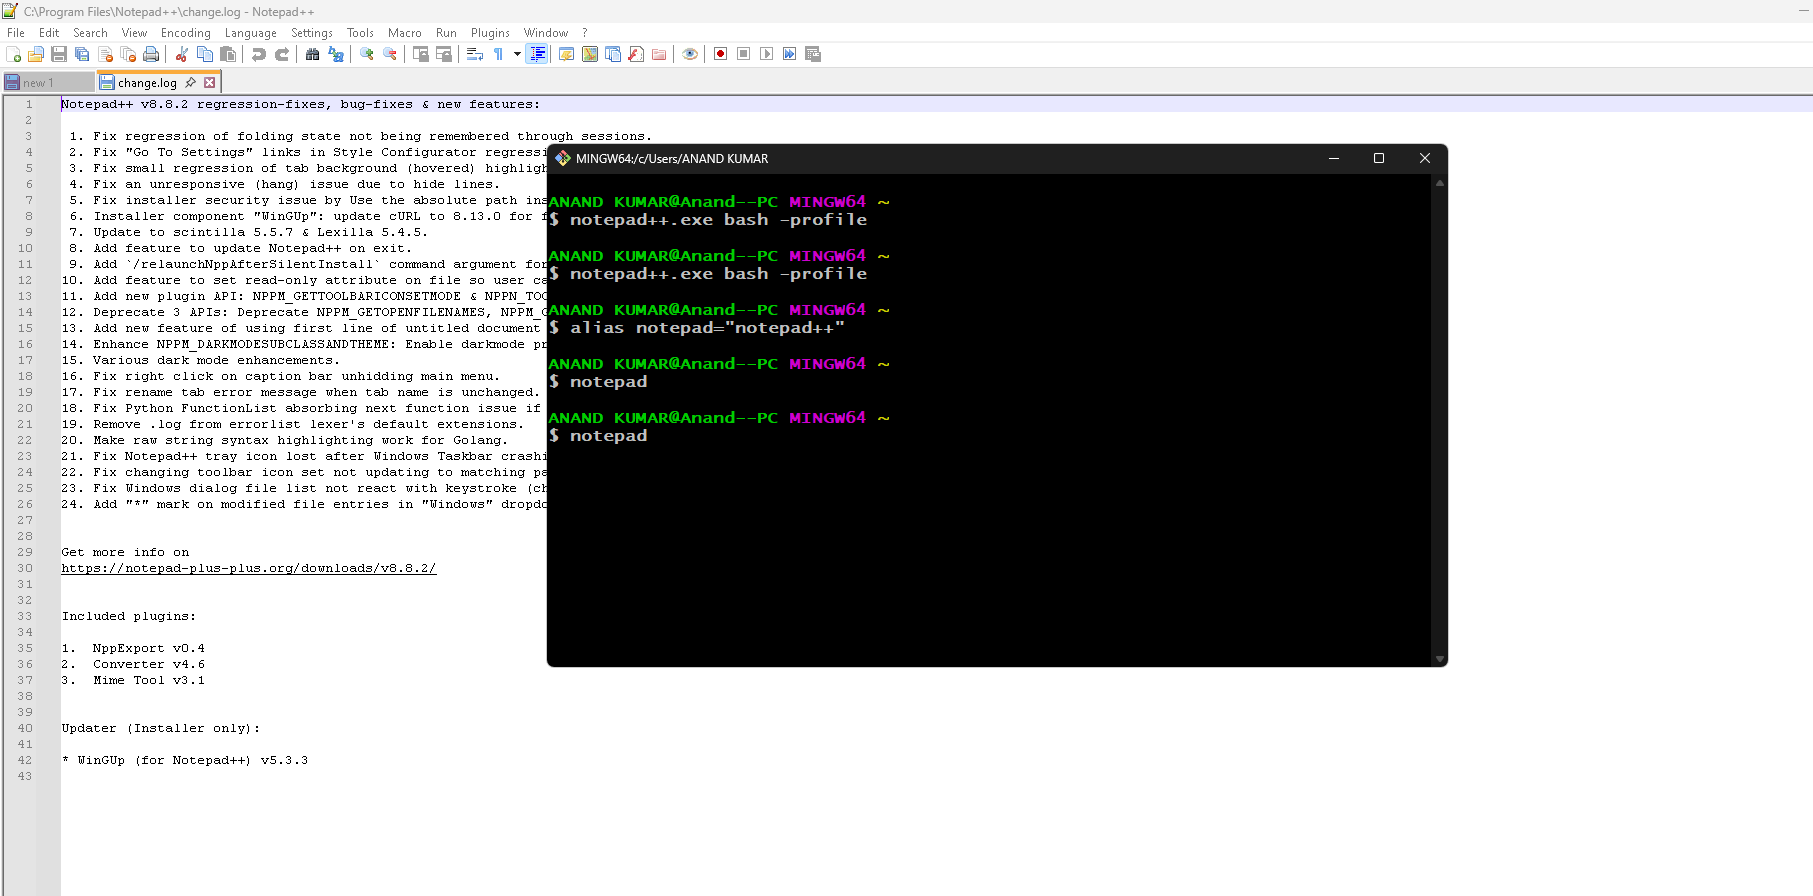 C:\Program Files\Notepad++\change.log - Notepad++
File Edit Search View Encoding Language Settings Tools Macro Run Plugins Window ?
new 1 change.log
1 Notepad++ v8.8.2 regression-fixes, bug-fixes & new features:
2
3 1. Fix regression of folding state not being remembered through sessions.
4 2. Fix "Go To Settings" links in Style Configurator regressi
5 3. Fix small regression of tab background (hovered) highligh
6 4. Fix an unresponsive (hang) issue due to hide lines.
7 5. Fix installer security issue by Use the absolute path ins
8 6. Installer component "WinGUp": update cURL to 8.13.0 for f
9 7. Update to scintilla 5.5.7 & Lexilla 5.4.5.
10 8. Add feature to update Notepad++ on exit.
11 9. Add `/relaunchNppAfterSilentInstall` command argument for
12 10. Add feature to set read-only attribute on file so user ca
13 11. Add new plugin API: NPPM_GETTOOLBARICONSETMODE & NPPN_TOO
14 12. Deprecate 3 APIs: Deprecate NPPM_GETOPENFILENAMES, NPPM_G
15 13. Add new feature of using first line of untitled document
16 14. Enhance NPPM_DARKMODESUBCLASSANDTHEME: Enable darkmode pr
17 15. Various dark mode enhancements.
18 16. Fix right click on caption bar unhidding main menu.
19 17. Fix rename tab error message when tab name is unchanged.
20 18. Fix Python FunctionList absorbing next function issue if
21 19. Remove .log from errorlist lexer's default extensions.
22 20. Make raw string syntax highlighting work for Golang.
23 21. Fix Notepad++ tray icon lost after Windows Taskbar crashi
24 22. Fix changing toolbar icon set not updating to matching pa
25 23. Fix Windows dialog file list not react with keystroke (ch
26 24. Add "*" mark on modified file entries in "Windows" dropdo
27
28
29 Get more info on
30 https://notepad-plus-plus.org/downloads/v8.8.2/
31
32
33 Included plugins:
34
35 1. NppExport v0.4
36 2. Converter v4.6
37 3. Mime Tool v3.1
38
39
40 Updater (Installer only):
41
42 * WinGUp (for Notepad++) v5.3.3
43
MINGW64:/c/Users/ANAND KUMAR
ANAND KUMAR@Anand--PC MINGW64 ~
$ notepad++.exe bash -profile
ANAND KUMAR@Anand--PC MINGW64 ~
$ notepad++.exe bash -profile
ANAND KUMAR@Anand--PC MINGW64 ~
$ alias notepad="notepad++"
ANAND KUMAR@Anand--PC MINGW64 ~
$ notepad
ANAND KUMAR@Anand--PC MINGW64 ~
$ notepad